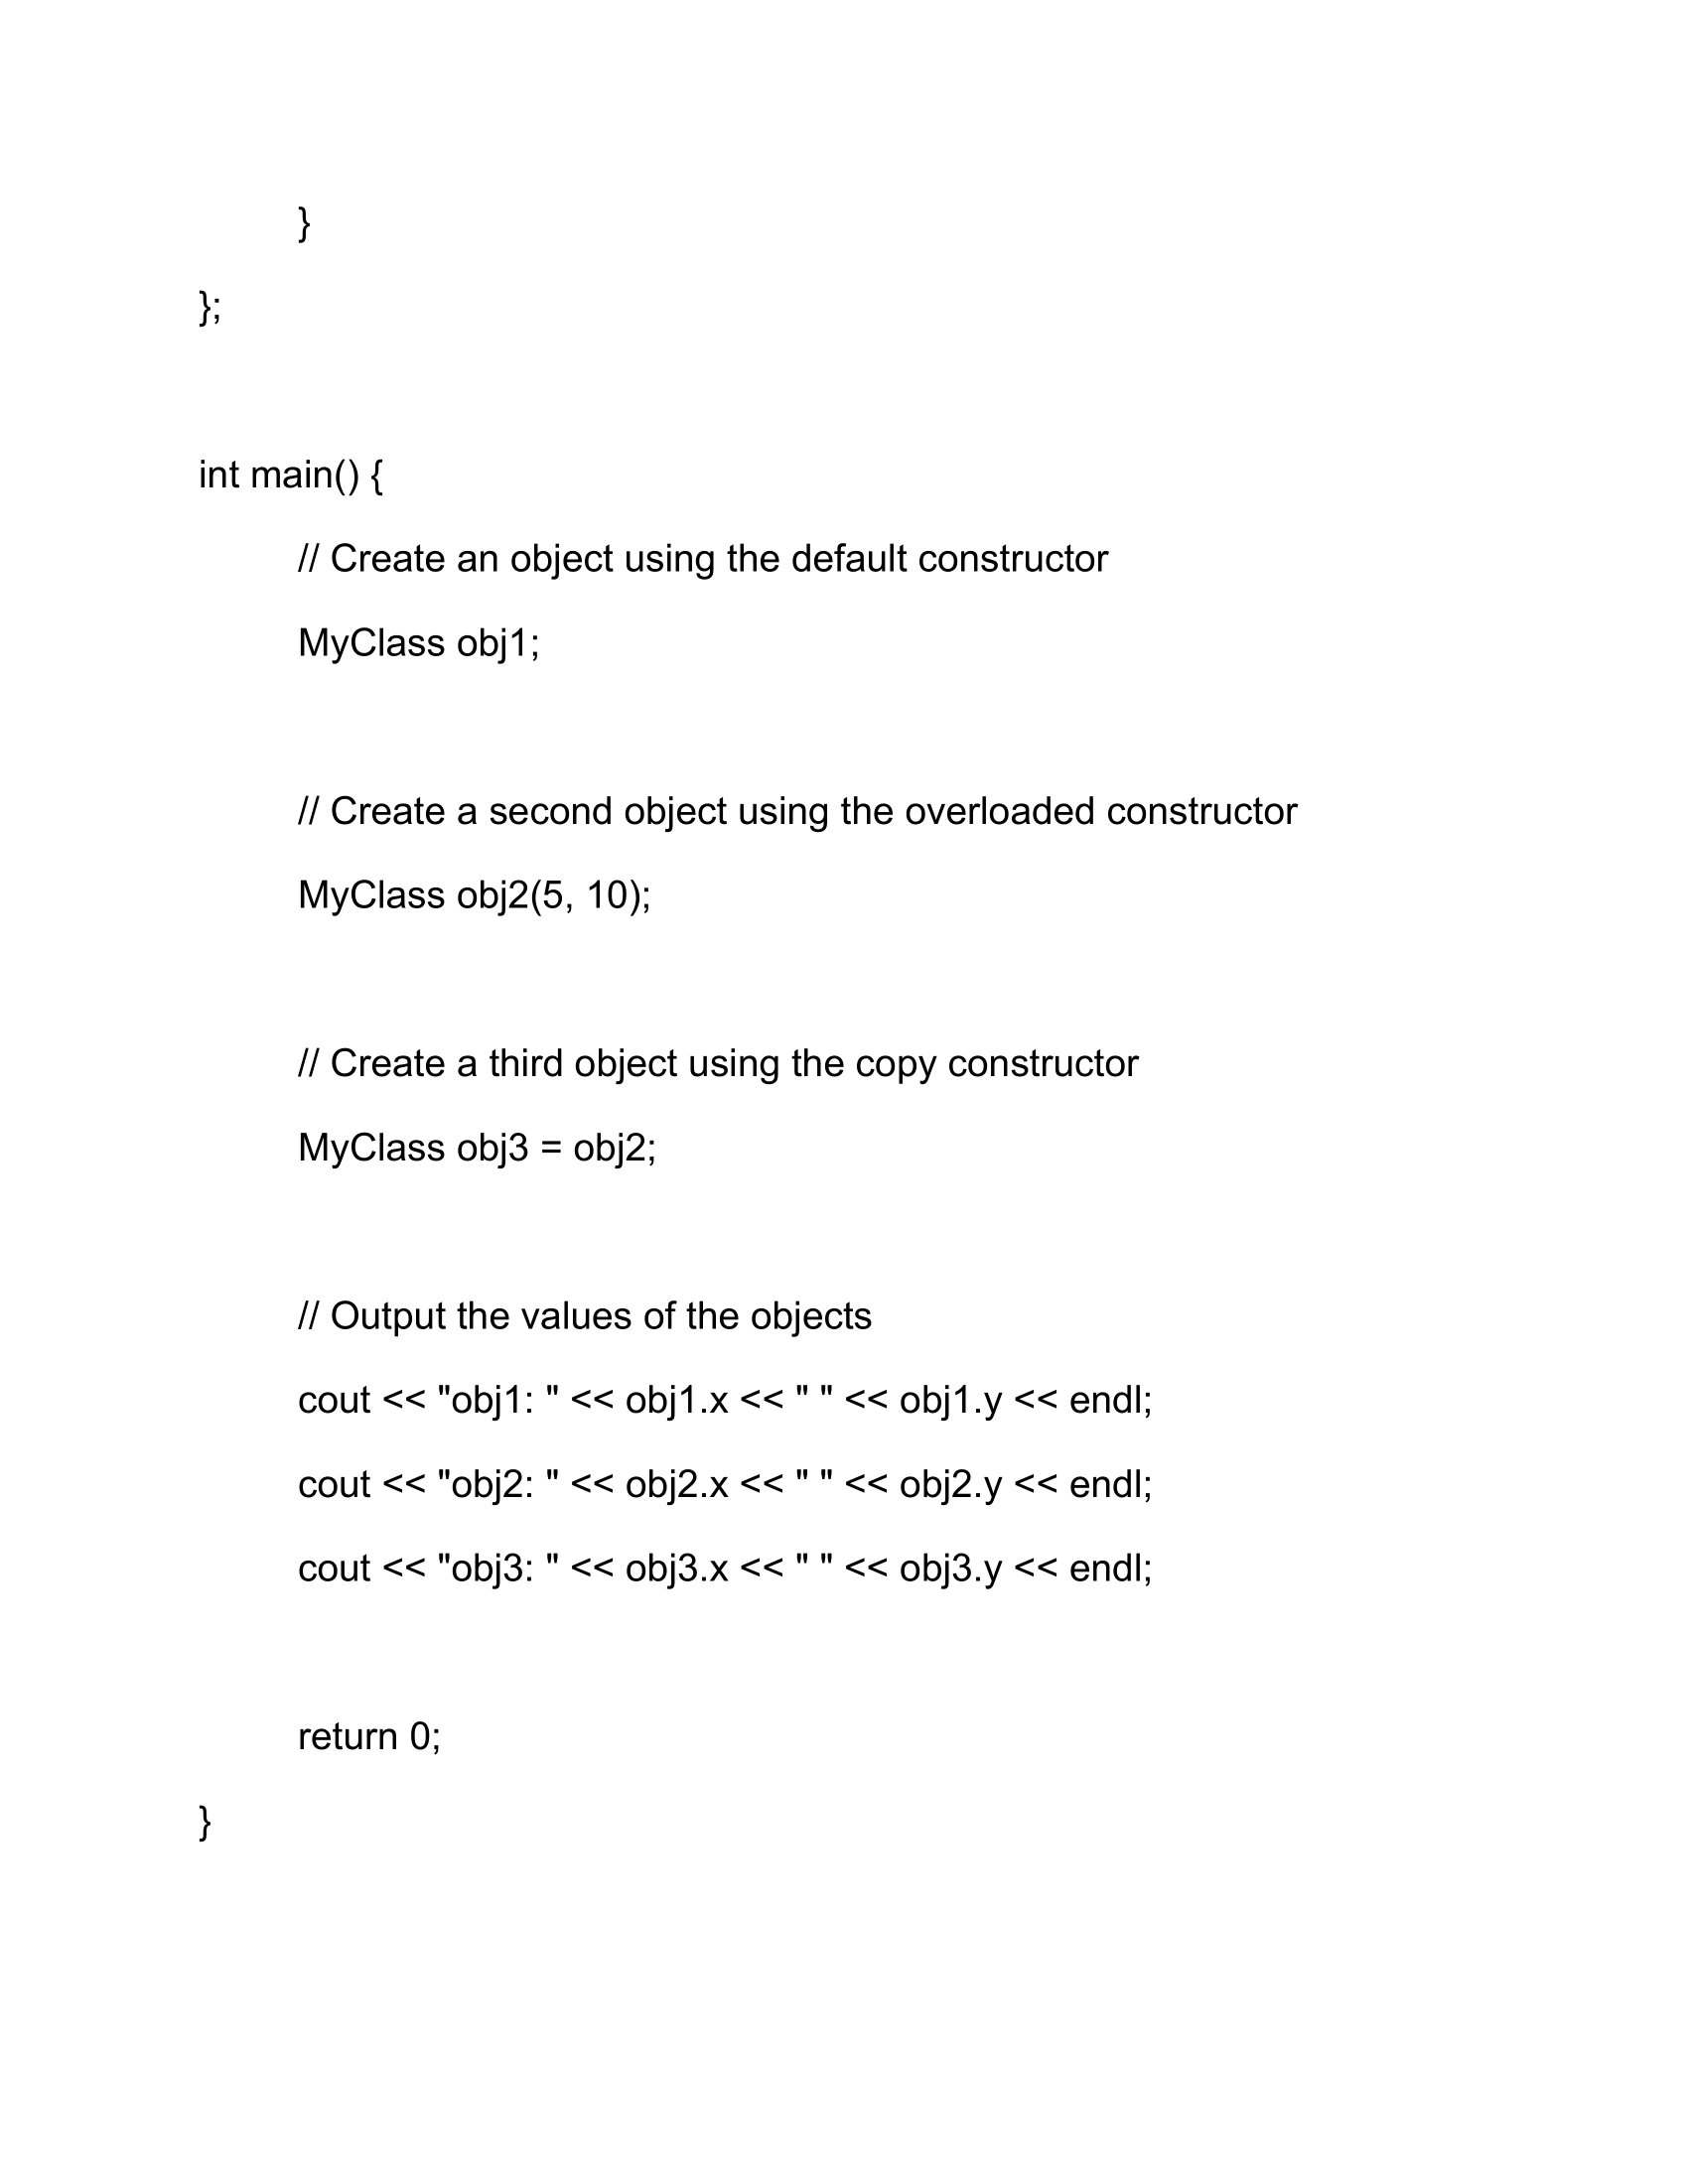 }
};
int main() {
// Create an object using the default constructor
MyClass obj1;
// Create a second object using the overloaded constructor
MyClass obj2(5, 10);
// Create a third object using the copy constructor
MyClass obj3 = obj2;
// Output the values of the objects
cout << "obj1: " << obj1.x << " " << obj1.y << endl;
cout << "obj2: " << obj2.x << " " << obj2.y << endl;
cout << "obj3: " << obj3.x << " " << obj3.y << endl;
return 0;
}